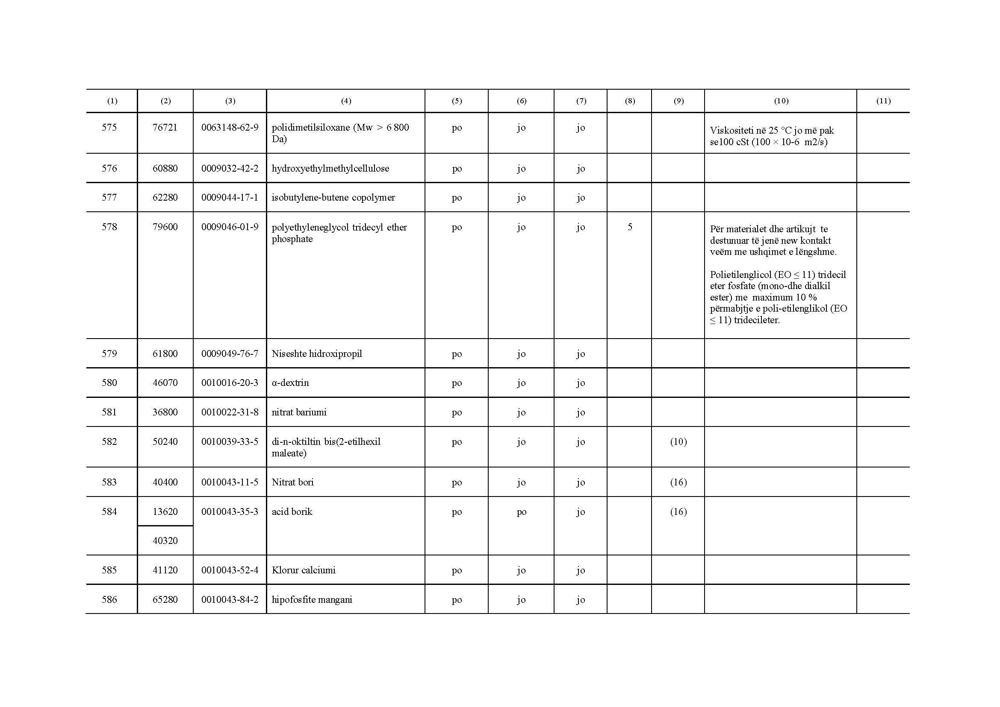 (1) (2) (3) (4) (5) (6) (7) (8) (9) (10) (11)
575 76721 0063148-62-9 polidimetilsiloxane (Mw > 6 800 po jo jo
Da)
Viskositeti në 25 °C jo më pak
se100 cSt (100 × 10-6 m2/s)
576 60880 0009032-42-2 hydroxyethylmethylcellulose po jo jo
577 62280 0009044-17-1 isobutylene-butene copolymer po jo jo
578 79600 0009046-01-9 polyethyleneglycol tridecyl ether po jo jo 5
phosphate
Për materialet dhe artikujt te
destunuar të jenë new kontakt
veëm me ushqimet e lëngshme.
Polietilenglicol (EO ≤ 11) tridecil
eter fosfate (mono-dhe dialkil
ester) me maximum 10 %
përmabjtje e poli-etilenglikol (EO
≤ 11) tridecileter.
579 61800 0009049-76-7 Niseshte hidroxipropil po jo jo
580 46070 0010016-20-3 α-dextrin po jo jo
581 36800 0010022-31-8 nitrat bariumi po jo jo
582 50240 0010039-33-5 di-n-oktiltin bis(2-etilhexil po jo jo (10)
maleate)
583 40400 0010043-11-5 Nitrat bori po jo jo (16)
584 13620 0010043-35-3 acid borik po po jo (16)
40320
585 41120 0010043-52-4 Klorur calciumi po jo jo
586 65280 0010043-84-2 hipofosfite mangani po jo jo